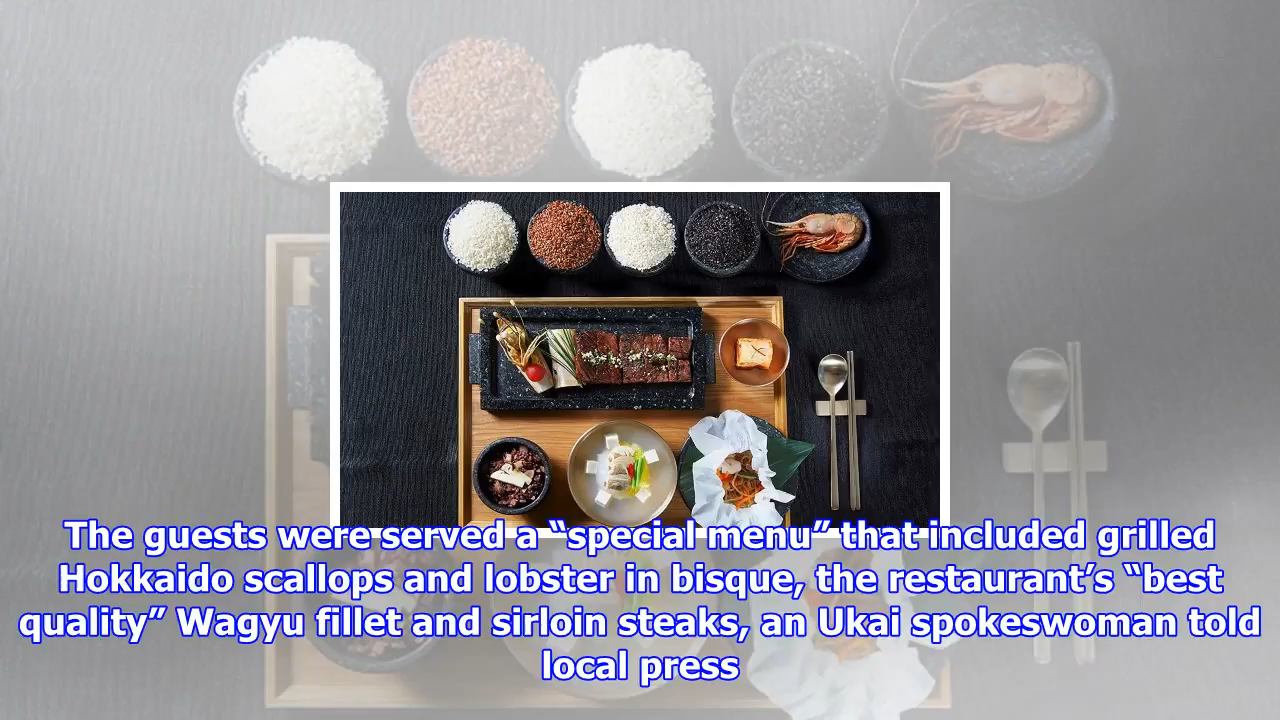 The guests were served a “special menu” that included grilled
Hokkaido scallops and lobster in bisque, the restaurant’s “best
quality” Wagyu fillet and sirloin steaks, an Ukai spokeswoman told
local press